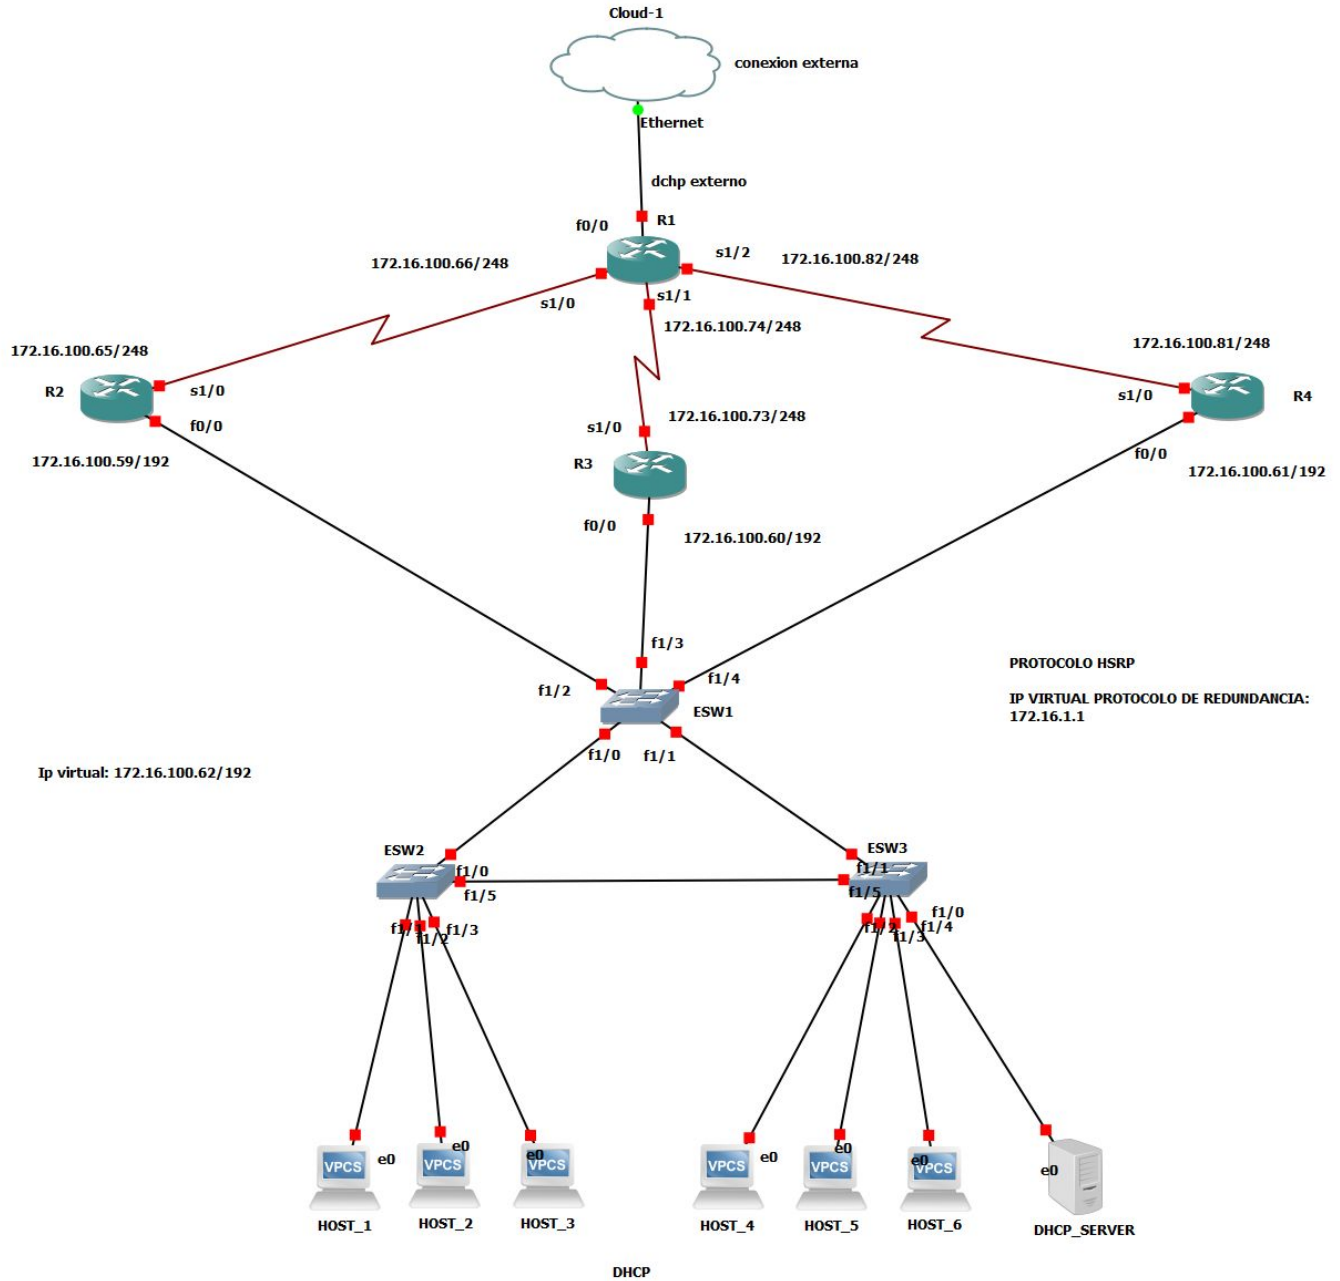 Cloud-1
conexion externa
Ethernet
dchp externo
f0/0
R1
s1/2
172.16.100.82/248
172.16.100.66/248
s1/0
s1/1
172.16.100.74/248
172.16.100.65/248
172.16.100.81/248
R2
s1/0
s1/0
R4
172.16.100.73/248
s1/0
f0/0
172.16.100.59/192
R3
f0/0
172.16.100.61/192
f0/0
172.16.100.60/192
f1/3
PROTOCOLO HSRP
f1/2
f1/4
ESW1
IP VIRTUAL PROTOCOLO DE REDUNDANCIA:
172.16.1.1
f1/0
f1/1
Ip virtual: 172.16.100.62/192
ESW2
ESW3
f1/0
f1/1
f1/5
f1/5
f1/1
f1/2
f1/3
f1/2
f1/3
f1/4
f1/0
e0
e0
e0
e0
e0
e0
e0
VPCS
VPCS
VPCS
VPCS
VPCS
VPCS
HOST_1
HOST_2
HOST_3
HOST_4
HOST_5
HOST_6
DHCP_SERVER
DHCP